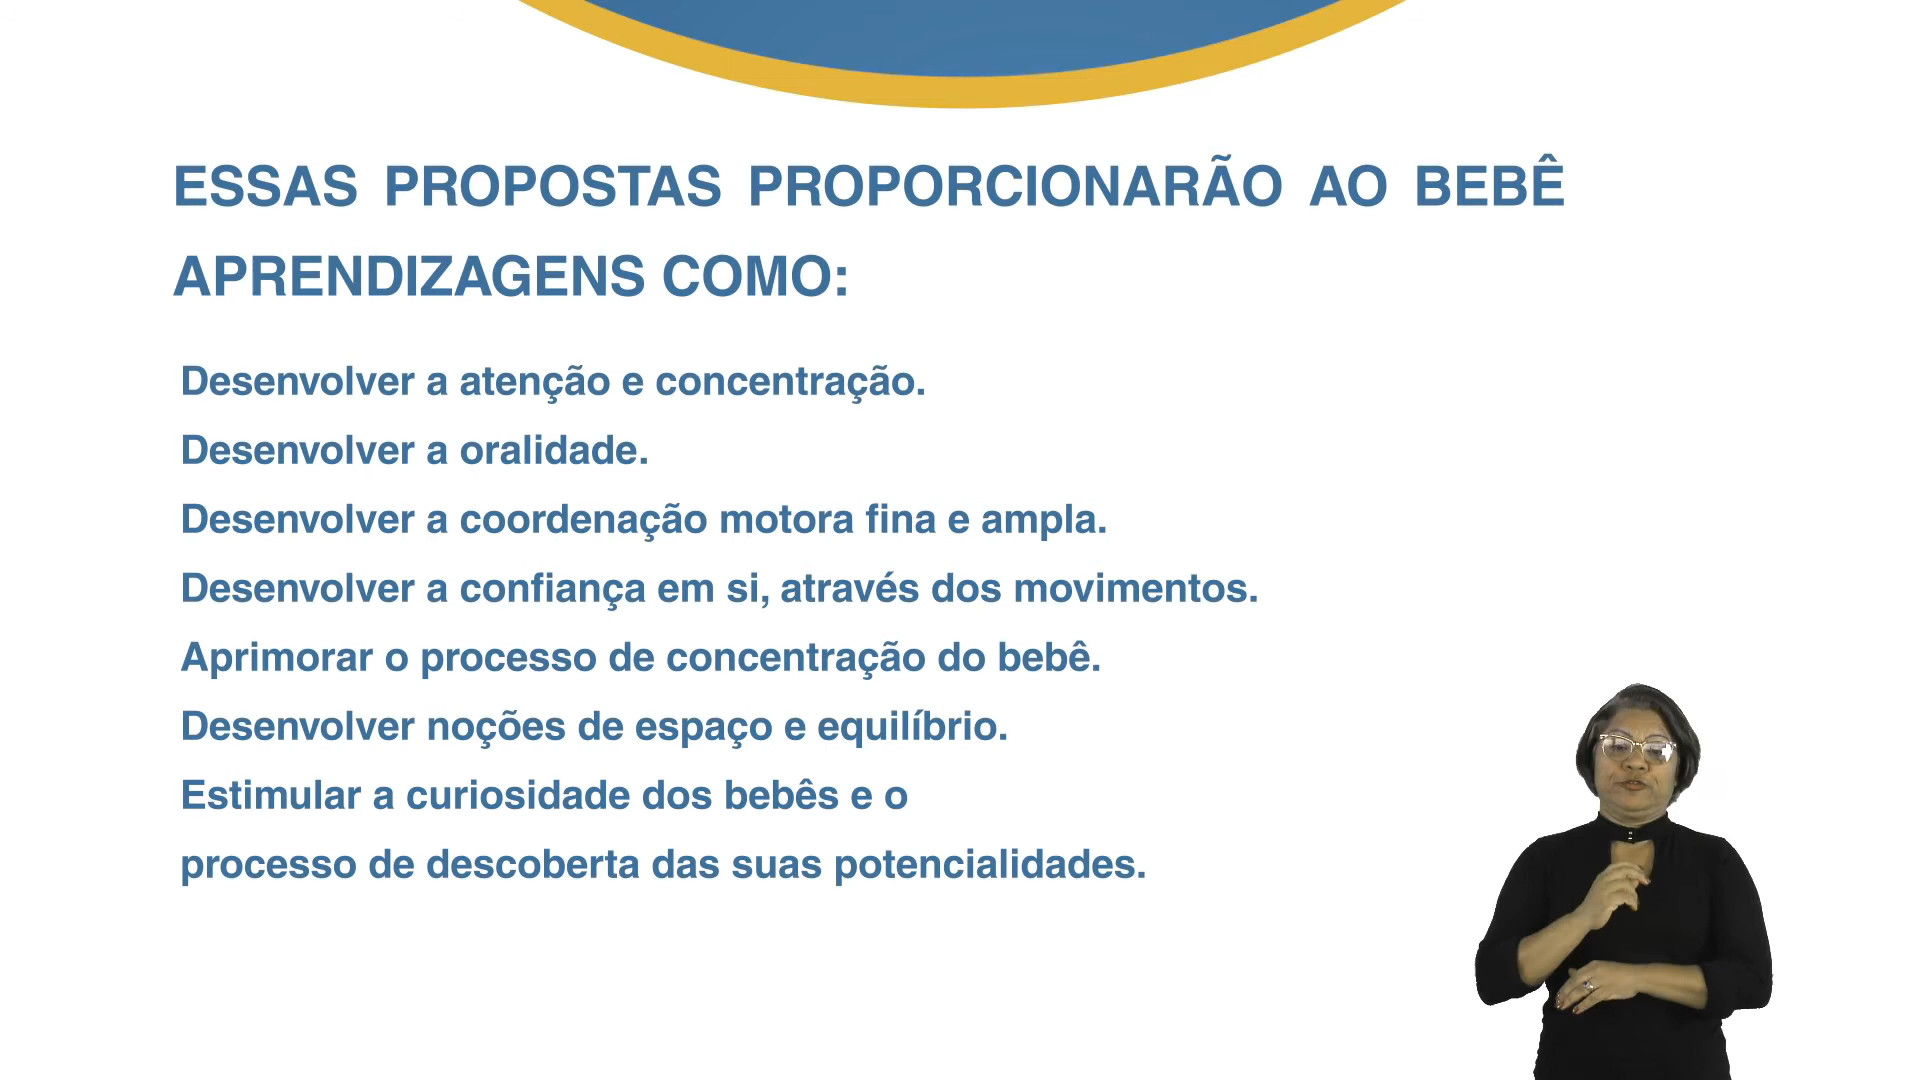 ESSAS PROPOSTAS PROPORCIONARÃO AO BEBÊ
APRENDIZAGENS COMO:
Desenvolver a atenção e concentração.
Desenvolver a oralidade.
Desenvolver a coordenação motora fina e ampla.
Desenvolver a confiança em si, através dos movimentos.
Aprimorar o processo de concentração do bebê.
Desenvolver noções de espaço e equilíbrio.
Estimular a curiosidade dos bebês e o
processo de descoberta das suas potencialidades.